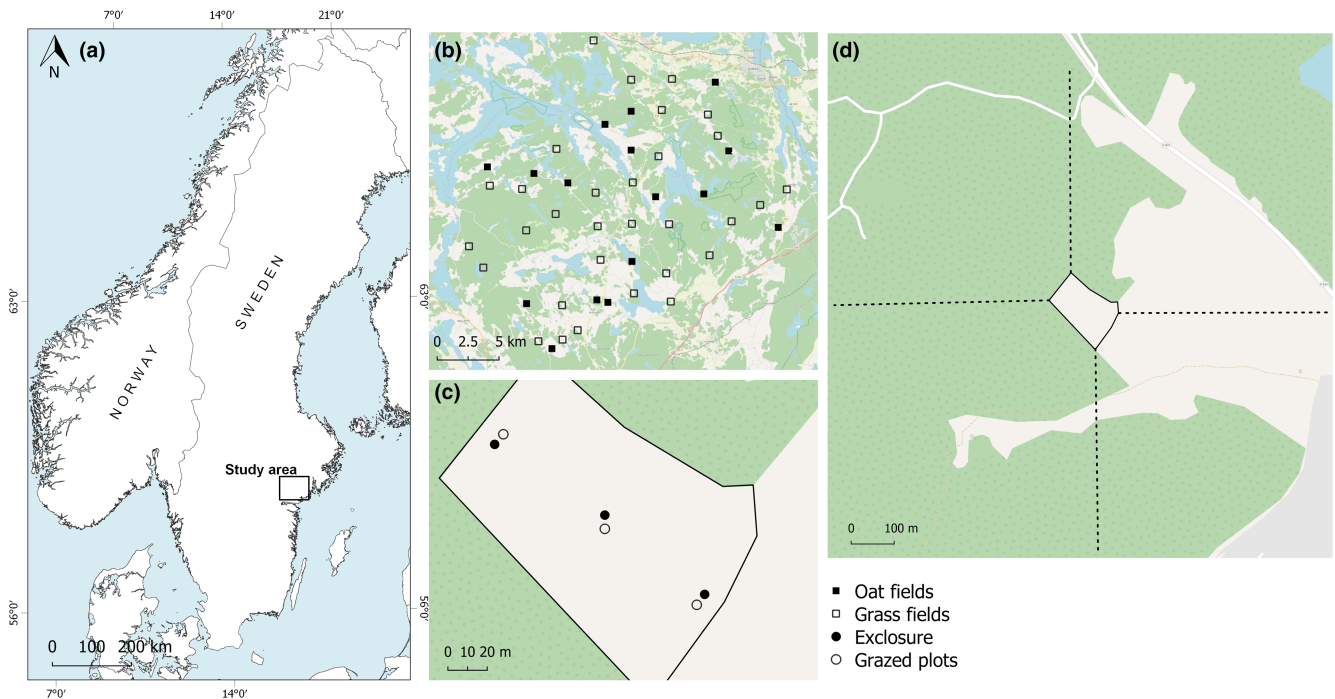 7°0' 14°0' 21°0'
(a)
N
SWEDEN
NORWAY
Study area
63°0'
56°0'
0 100 200 km
7°0' 14°0'
(b)
63°0'
0 2.5 5 km
(c)
56°0'
0 10 20 m
(d)
0 100 m
Oat fields
Grass fields
Exclosure
Grazed plots